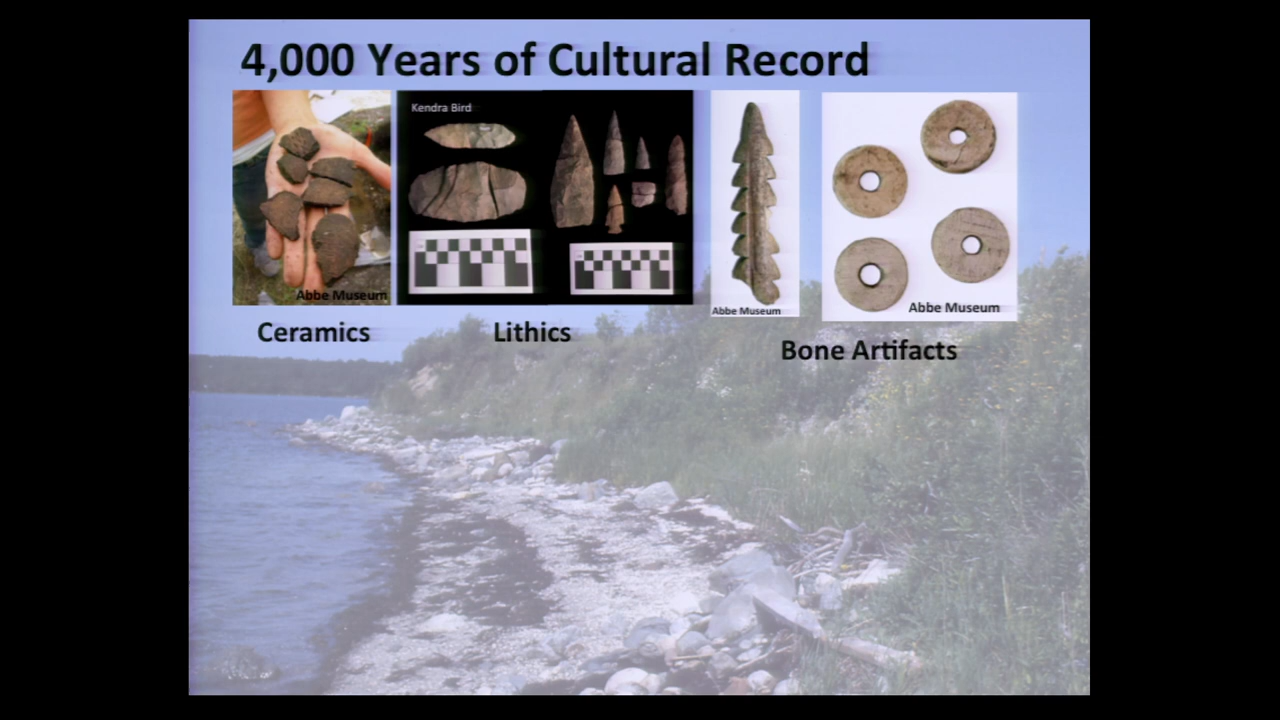 4,000 Years of Cultural Record
Kendra Bird
Abbe Museum
Abbe Museum
Abbe Museum
Ceramics
Lithics
Bone Artifacts